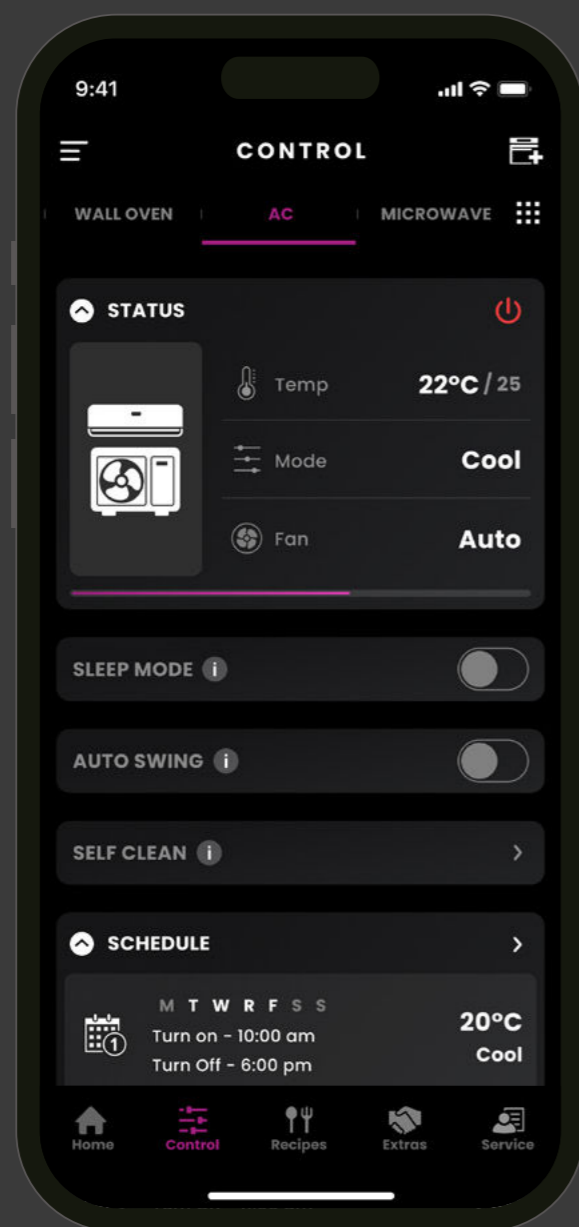 9:41
CONTROL
WALL OVEN
AC
MICROWAVE
STATUS
Temp
22°C / 25
Mode
Cool
Fan
Auto
SLEEP MODE i
AUTO SWING i
SELF CLEAN i
SCHEDULE
M T W R F S S
Turn on - 10:00 am
Turn Off - 6:00 pm
1
20°C
Cool
Home
Control
Recipes
Extras
Service